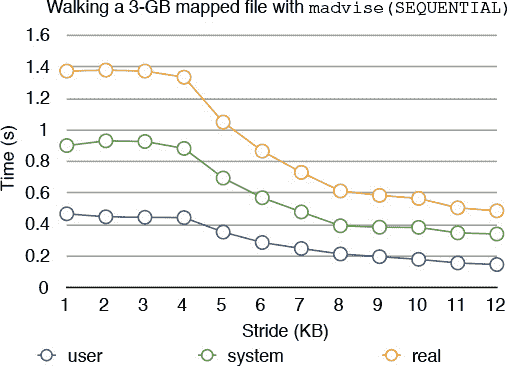 Walking a 3-GB mapped file with madvise(SEQUENTIAL)
1.6
1.4
1.2
1
0.8
0.6
0.4
0.2
0
Time (s)
1 2 3 4 5 6 7 8 9 10 11 12
Stride (KB)
user system real